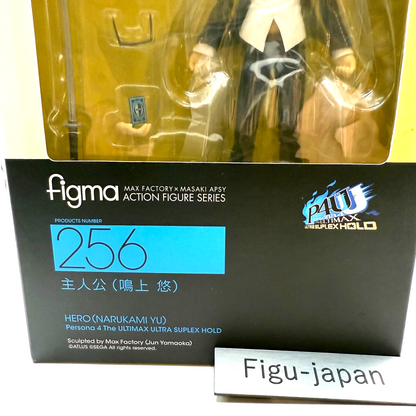 figma MAX FACTORY × MASAKI APSY
ACTION FIGURE SERIES
P4U
ULTIMAX
ULTRA SUPLEX HOLD
PRODUCTS NUMBER
256
主人公（鳴上 悠）
HERO（NARUKAMI YU）
Persona 4 The ULTIMAX ULTRA SUPLEX HOLD
Sculpted by Max Factory (Jun Yamaoka)
©ATLUS ©SEGA All rights reserved.
Figu-japan